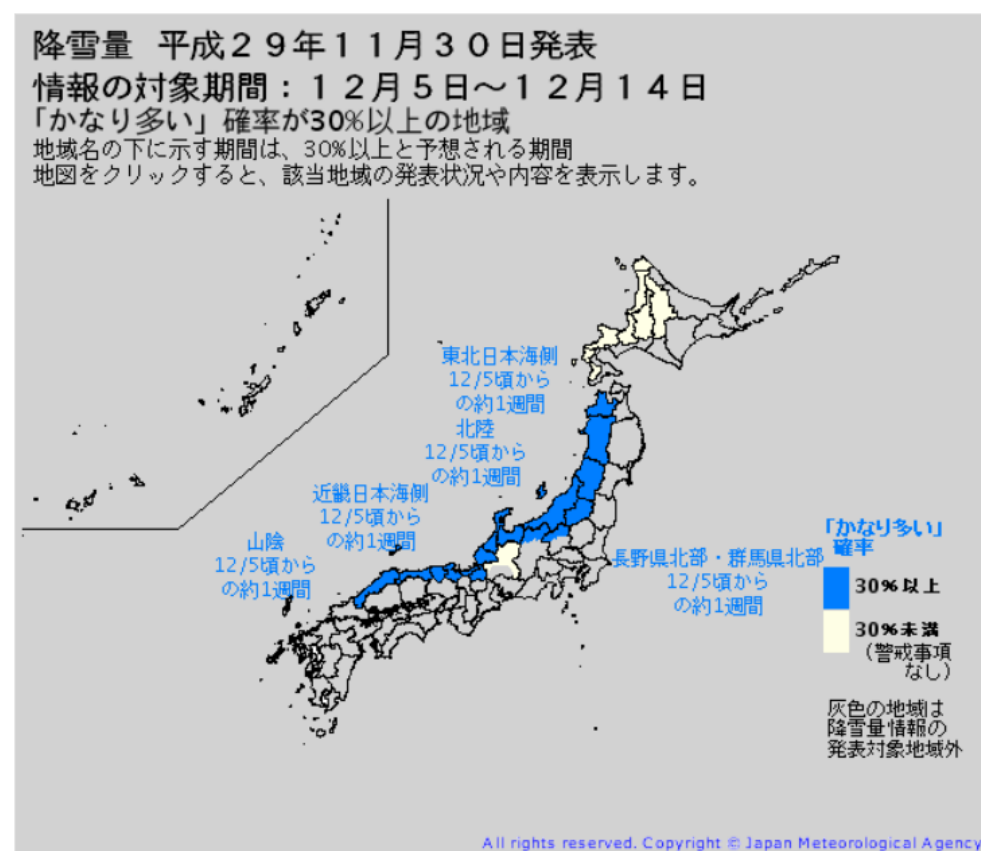 降雪量 平成２９年１１月３０日発表
情報の対象期間：１２月５日～１２月１４日
「かなり多い」確率が30%以上の地域
地域名の下に示す期間は、30%以上と予想される期間
地図をクリックすると、該当地域の発表状況や内容を表示します。
東北日本海側
12/5頃から
の約1週間
北陸
12/5頃から
の約1週間
近畿日本海側
12/5頃から
の約1週間
山陰
12/5頃から
の約1週間
長野県北部・群馬県北部
12/5頃から
の約1週間
「かなり多い」
確率
30%以上
30%未満
（警戒事項
なし）
灰色の地域は
降雪量情報の
発表対象地域外
All rights reserved. Copyright © Japan Meteorological Agency